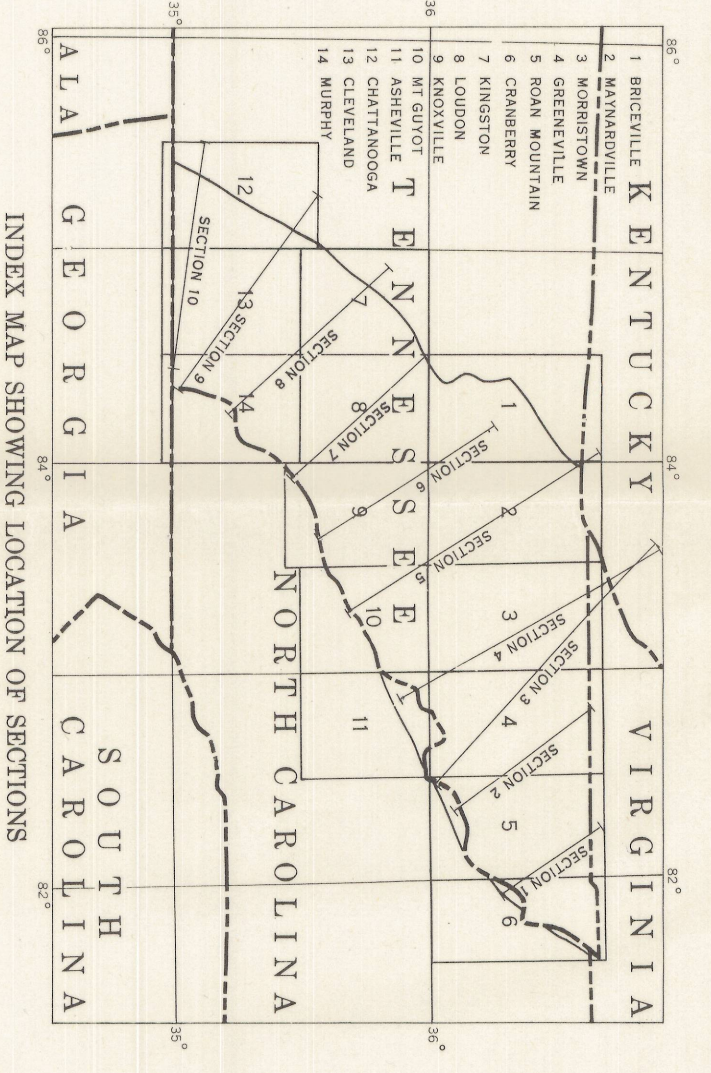 86°
84°
82°
1 BRICEVILLE
2 MAYNARDVILLE
3 MORRISTOWN
4 GREENEVILLE
5 ROAN MOUNTAIN
6 CRANBERRY
7 KINGSTON
8 LOUDON
9 KNOXVILLE
10 MT GUYOT
11 ASHEVILLE
12 CHATTANOOGA
13 CLEVELAND
14 MURPHY
KENTUCKY
VIRGINIA
TENNESSEE
NORTH CAROLINA
SOUTH
CAROLINA
ALA
GEORGIA
36
36°
35°
35°
1
2
3
4
5
6
7
8
9
10
11
12
13
14
SECTION 1
SECTION 2
SECTION 3
SECTION 4
SECTION 5
SECTION 6
SECTION 7
SECTION 8
SECTION 9
SECTION 10
86°
84°
82°
INDEX MAP SHOWING LOCATION OF SECTIONS